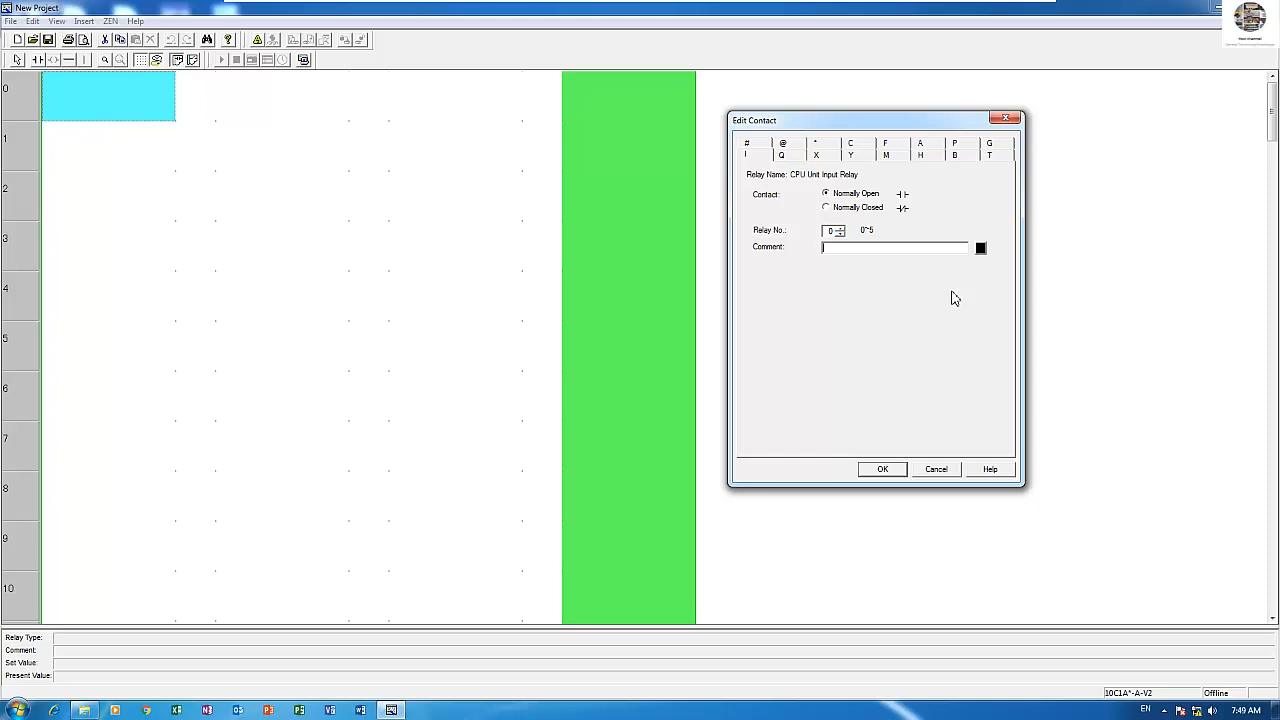 New Project
File Edit View Insert ZEN Help
0
1
2
3
4
5
6
7
8
9
10
Edit Contact
# @ * C F A P G
I Q X Y M H B T
Relay Name: CPU Unit Input Relay
Contact: Normally Open
Normally Closed
Relay No.: 0 0~5
Comment:
OK Cancel Help
Relay Type:
Comment:
Set Value:
Present Value:
10C1A*-A-V2 Offline
EN 7:49 AM